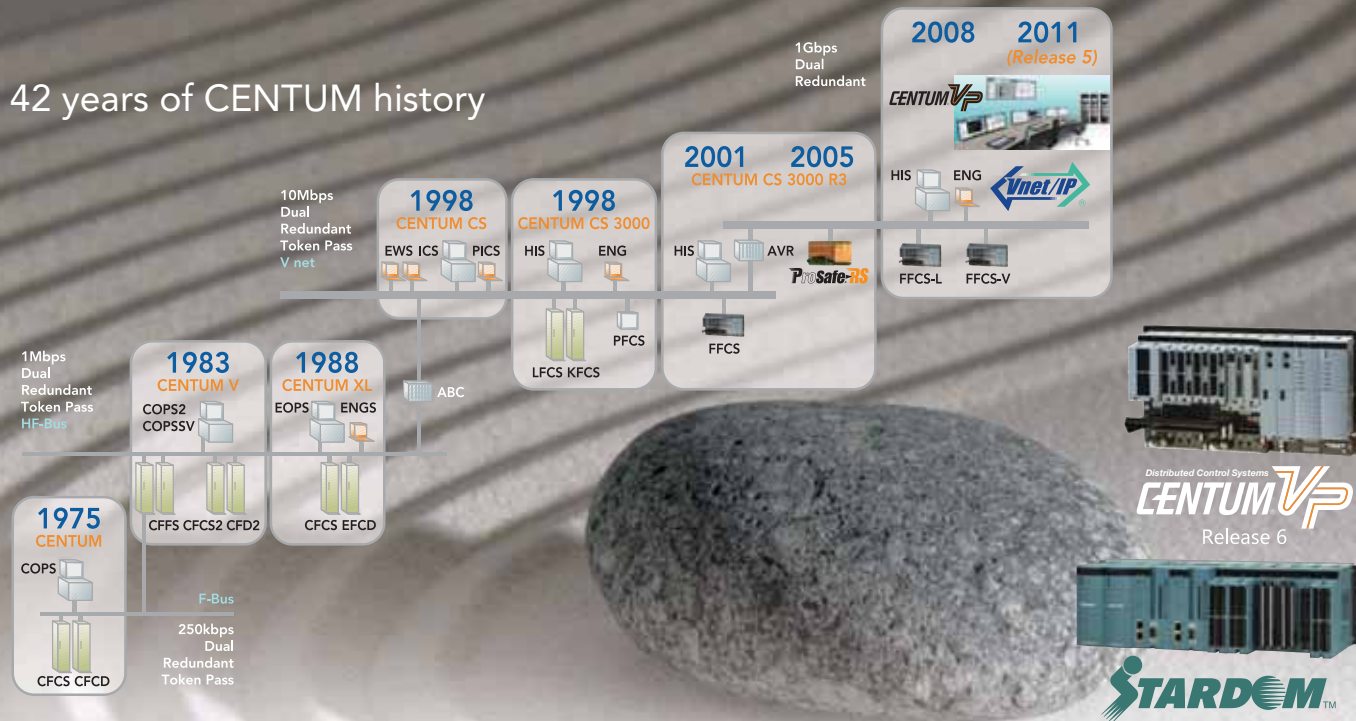 42 years of CENTUM history
1975
CENTUM
COPS
CFCS CFCD
F-Bus
250kbps
Dual
Redundant
Token Pass
1Mbps
Dual
Redundant
Token Pass
HF-Bus
1983
CENTUM V
COPS2
COPSSV
CFFS CFCS2 CFD2
1988
CENTUM XL
EOPS ENGS
CFCS EFCD
ABC
10Mbps
Dual
Redundant
Token Pass
V net
1998
CENTUM CS
EWS ICS PICS
1998
CENTUM CS 3000
HIS ENG
PFCS
LFCS KFCS
2001 2005
CENTUM CS 3000 R3
HIS AVR
ProSafe-RS
FFCS
1Gbps
Dual
Redundant
2008 2011
(Release 5)
CENTUM VP
HIS ENG
Vnet/IP ®
FFCS-L FFCS-V
Distributed Control Systems
CENTUM VP
Release 6
STARDOM TM